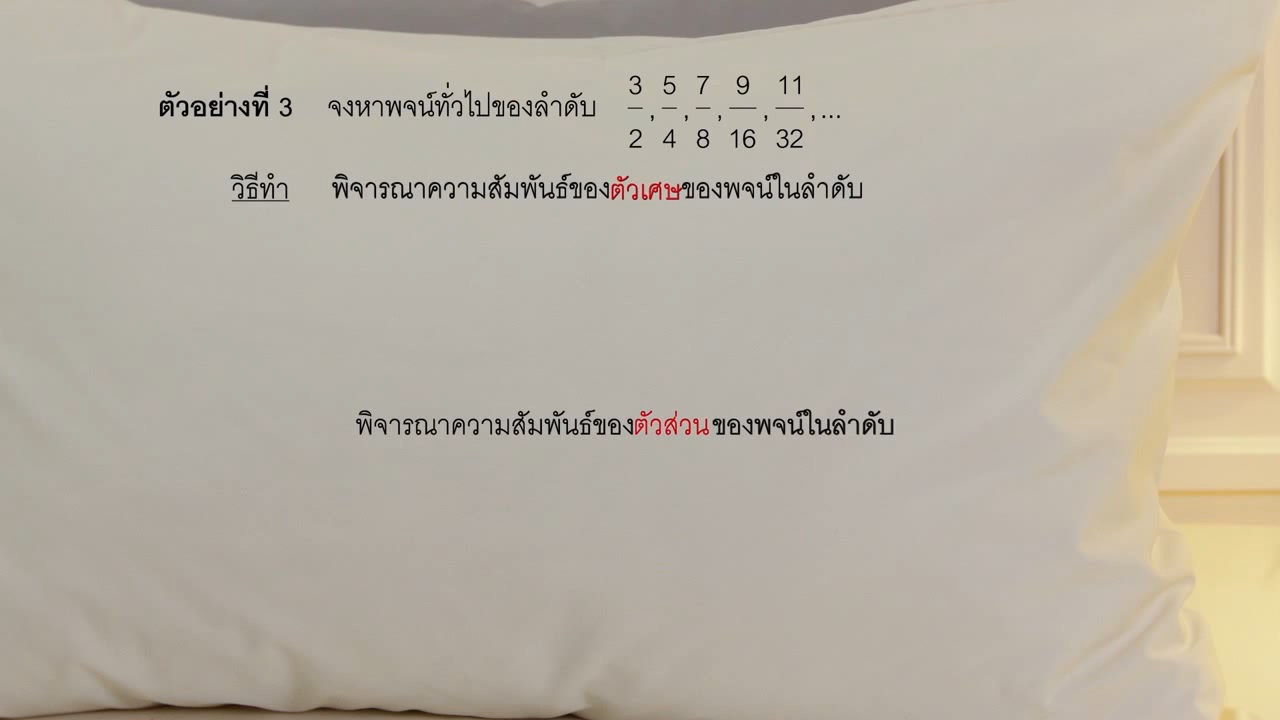 ตัวอย่างที่ 3 จงหาพจน์ทั่วไปของลำดับ 3/2, 5/4, 7/8, 9/16, 11/32, ...
วิธีทำ พิจารณาความสัมพันธ์ของตัวเศษของพจน์ในลำดับ
พิจารณาความสัมพันธ์ของตัวส่วนของพจน์ในลำดับ